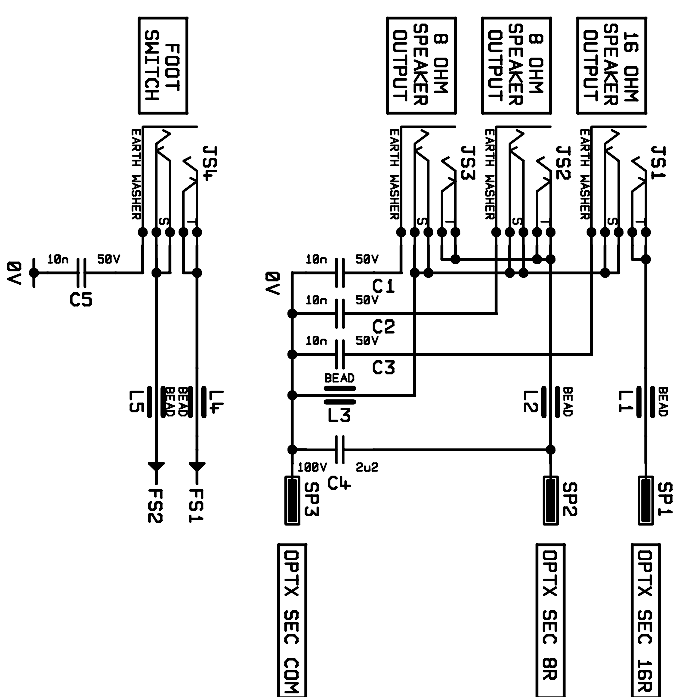 FOOT
SWITCH
8 OHM
SPEAKER
OUTPUT
8 OHM
SPEAKER
OUTPUT
16 OHM
SPEAKER
OUTPUT
JS4
JS3
JS2
JS1
EARTH WASHER
S
T
EARTH WASHER
S
T
EARTH WASHER
S
T
EARTH WASHER
S
T
0V
10n 50V
C5
0V
10n 50V
C1
10n 50V
C2
10n 50V
C3
BEAD
L3
100V 2u2
C4
L5
BEAD
BEAD
L4
L2
BEAD
L1
BEAD
FS2
FS1
SP3
SP2
SP1
OPTX SEC COM
OPTX SEC 8R
OPTX SEC 16R